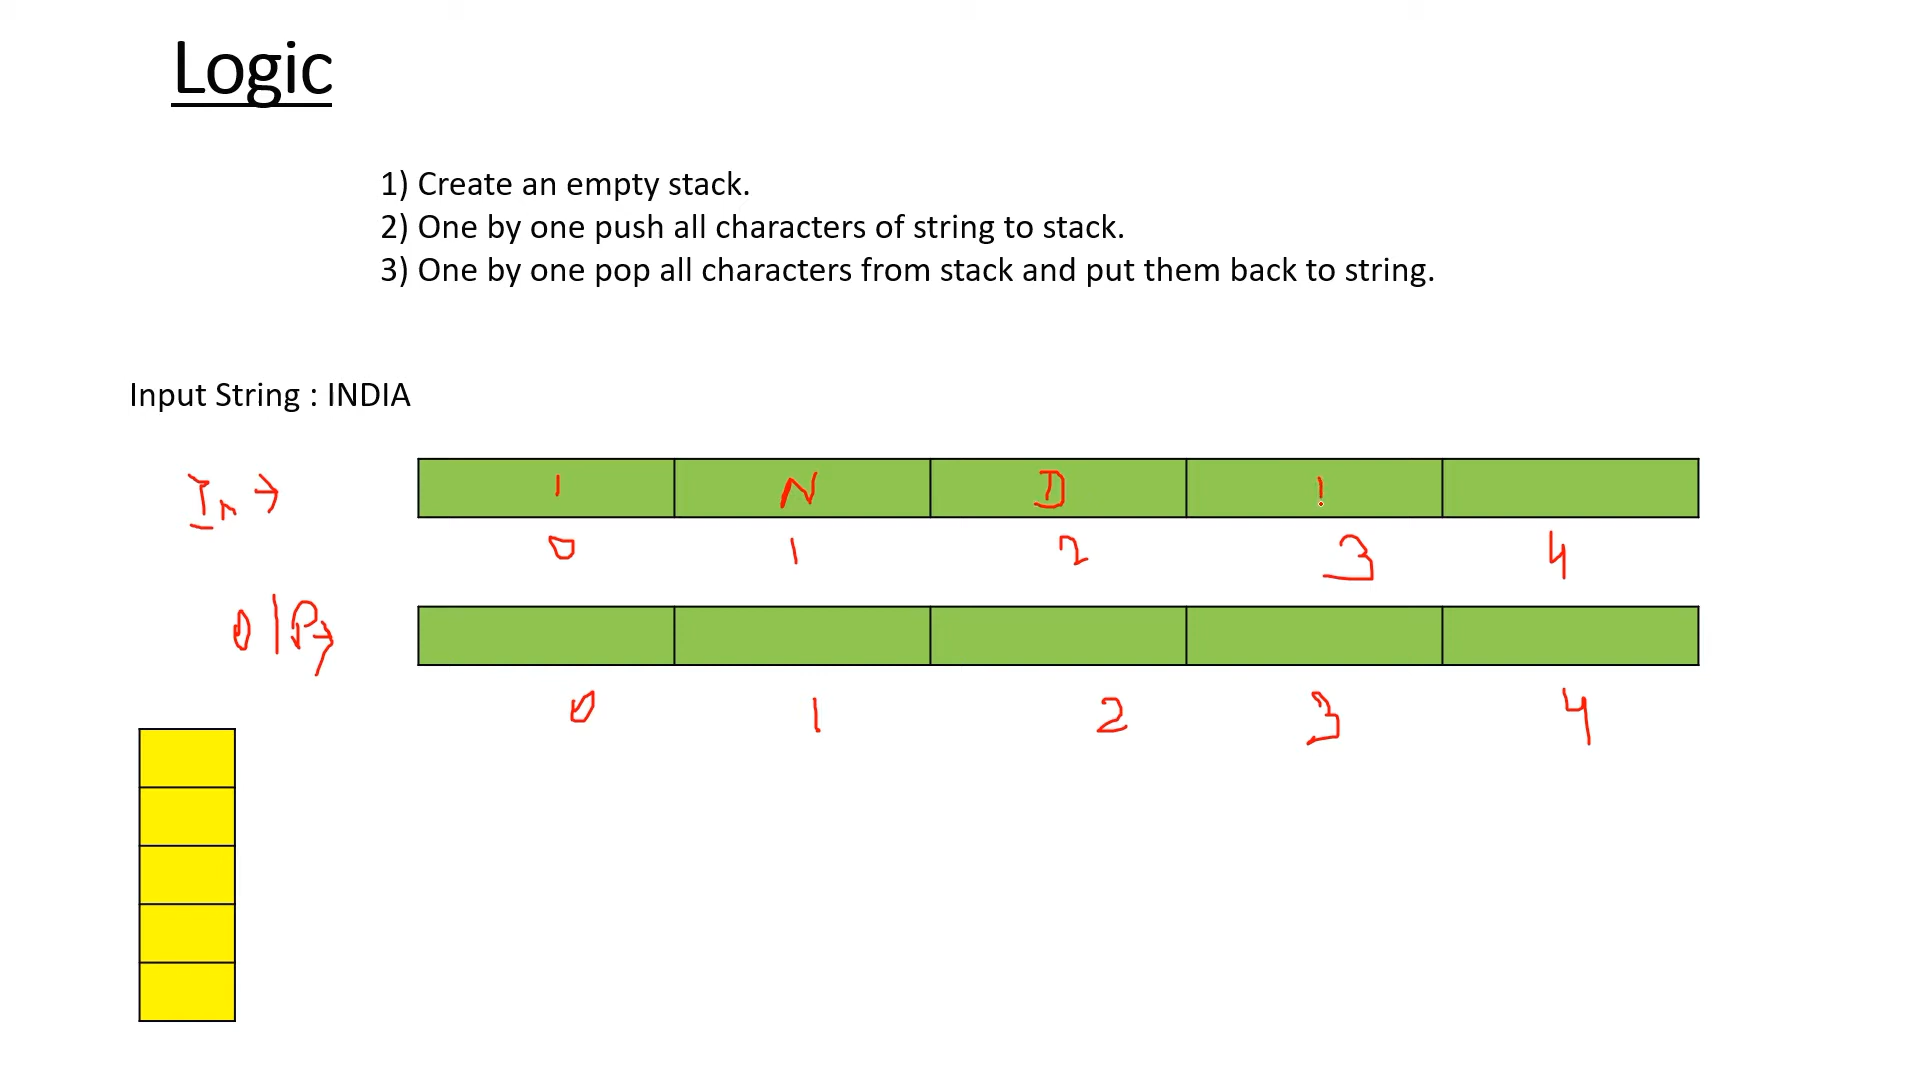 Logic
1) Create an empty stack.
2) One by one push all characters of string to stack.
3) One by one pop all characters from stack and put them back to string.
Input String : INDIA
In → I N D I
0 1 2 3 4
O|P→
0 1 2 3 4